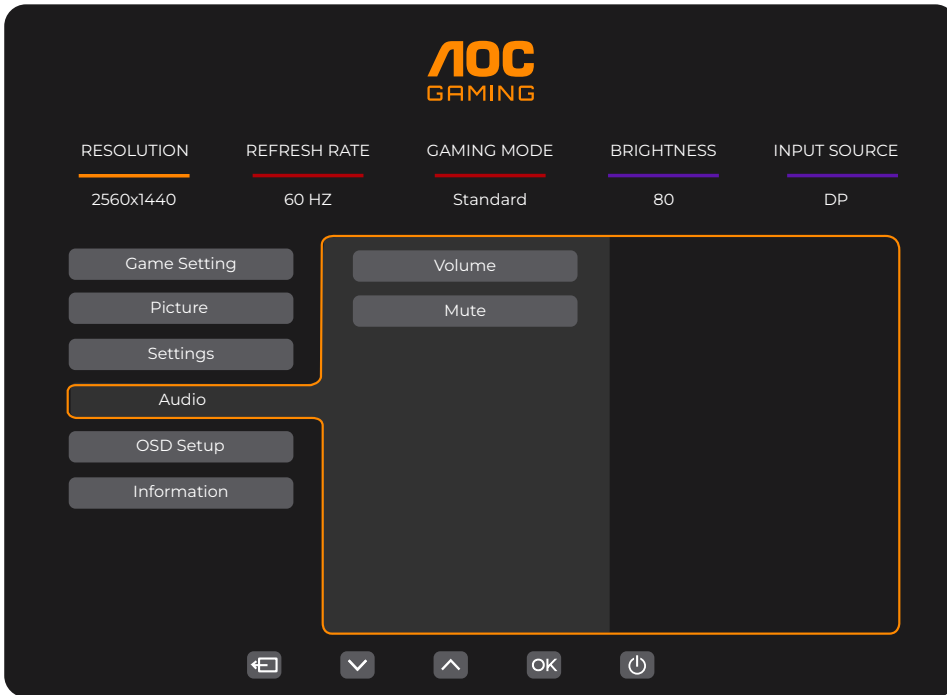 AOC
GAMING
RESOLUTION REFRESH RATE GAMING MODE BRIGHTNESS INPUT SOURCE
2560x1440 60 HZ Standard 80 DP
Game Setting
Volume
Picture
Mute
Settings
Audio
OSD Setup
Information
OK